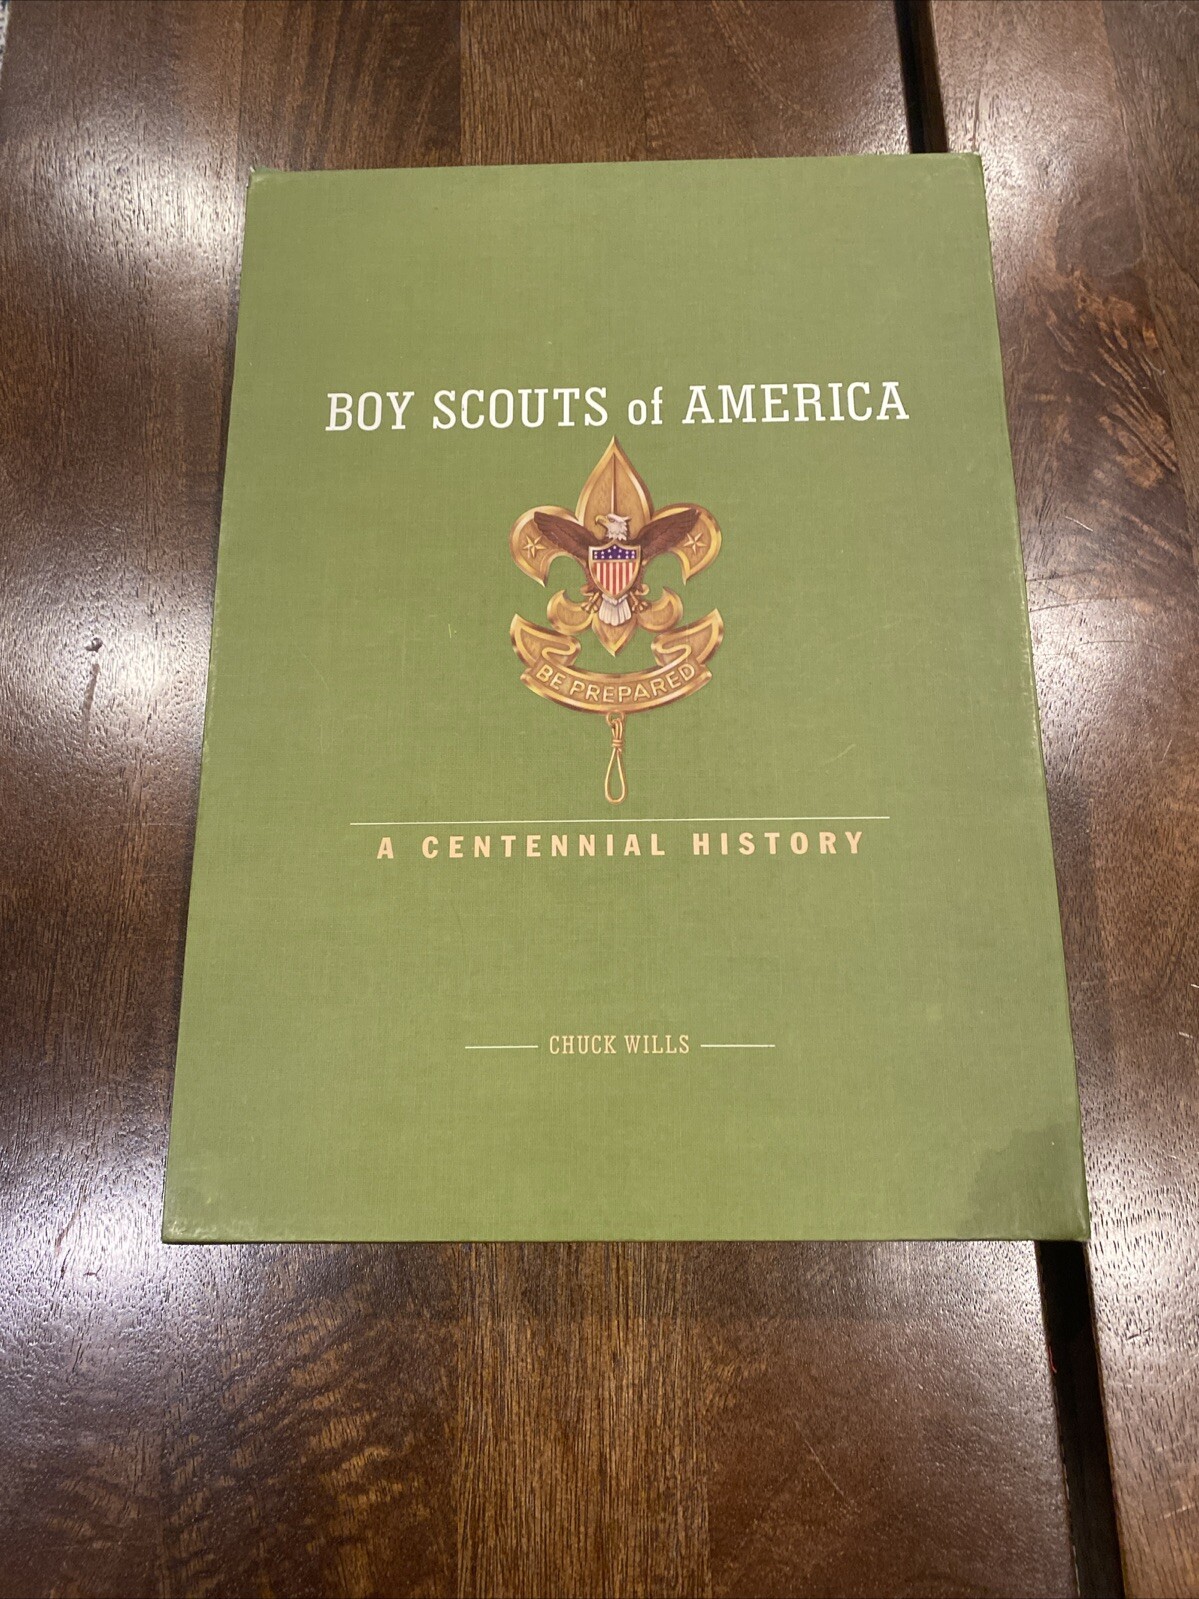 BOY SCOUTS of AMERICA
BE PREPARED
A CENTENNIAL HISTORY
CHUCK WILLS